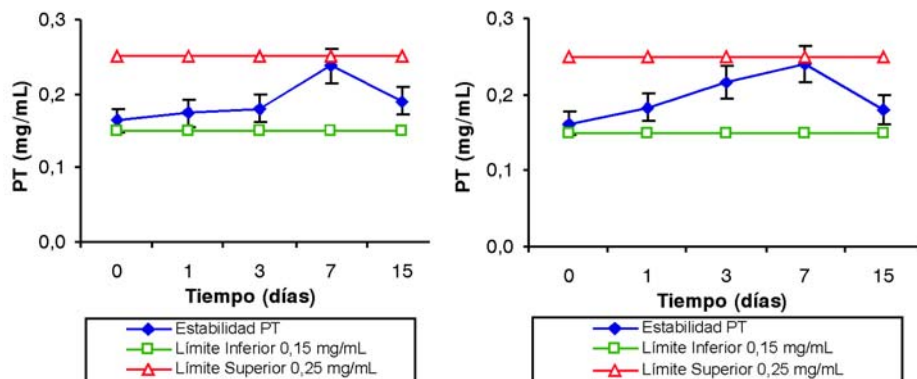 0,3
0,2
0,1
0,0
PT (mg/mL)
0 1 3 7 15
Tiempo (días)
Estabilidad PT
Límite Inferior 0,15 mg/mL
Límite Superior 0,25 mg/mL
0,3
0,2
0,1
0,0
PT (mg/mL)
0 1 3 7 15
Tiempo (días)
Estabilidad PT
Límite Inferior 0,15 mg/mL
Límite Superior 0,25 mg/mL